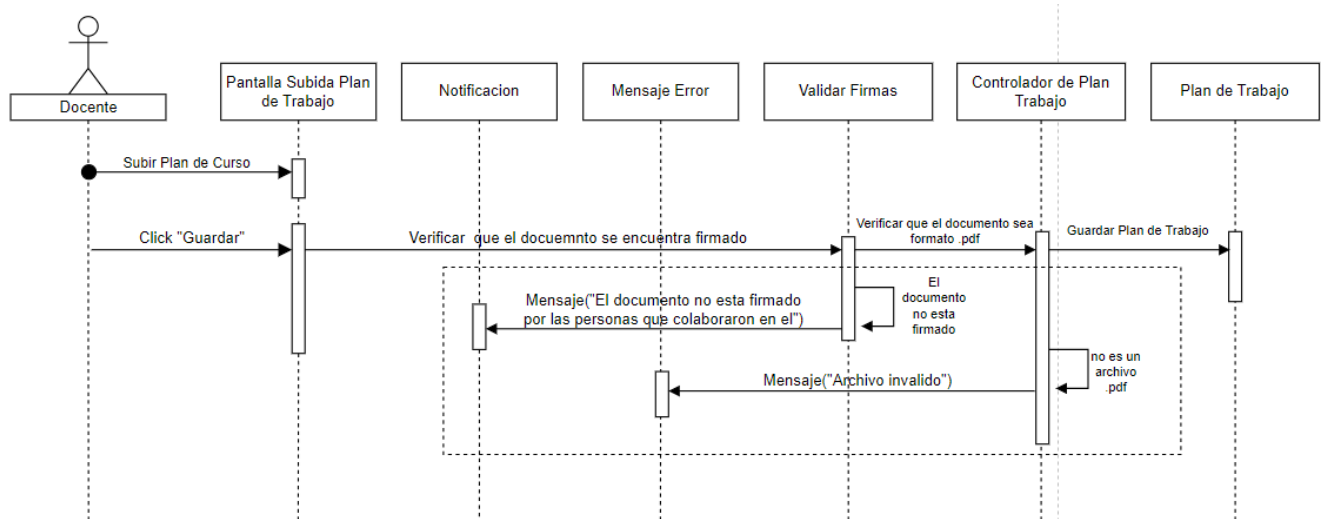 Docente
Pantalla Subida Plan
de Trabajo
Notificacion
Mensaje Error
Validar Firmas
Controlador de Plan
Trabajo
Plan de Trabajo
Subir Plan de Curso
Click "Guardar"
Verificar que el docuemnto se encuentra firmado
Verificar que el documento sea
formato .pdf
Guardar Plan de Trabajo
El
documento
no esta
firmado
Mensaje("El documento no esta firmado
por las personas que colaboraron en el")
no es un
archivo
.pdf
Mensaje("Archivo invalido")